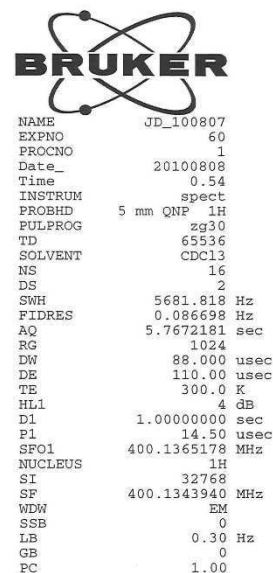 BRUKER
NAME JD_100807
EXPNO 60
PROCNO 1
Date_ 20100808
Time 0.54
INSTRUM spect
PROBHD 5 mm QNP 1H
PULPROG zg30
TD 65536
SOLVENT CDCl3
NS 16
DS 2
SWH 5681.818 Hz
FIDRES 0.086698 Hz
AQ 5.7672181 sec
RG 1024
DW 88.000 usec
DE 110.00 usec
TE 300.0 K
HL1 4 dB
D1 1.00000000 sec
P1 14.50 usec
SFO1 400.1365178 MHz
NUCLEUS 1H
SI 32768
SF 400.1343940 MHz
WDW EM
SSB 0
LB 0.30 Hz
GB 0
PC 1.00